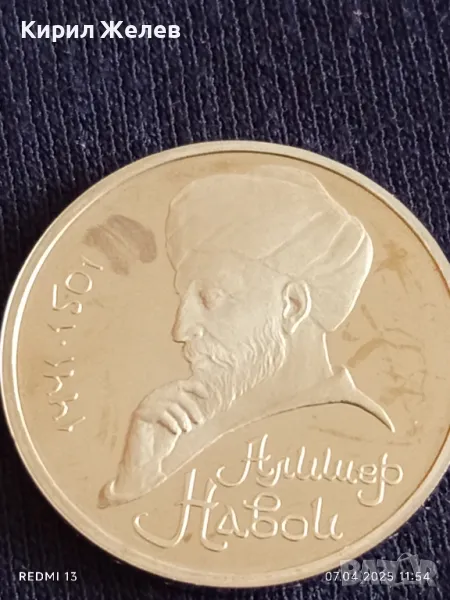 Кирил Желев
1441 · 1501
Алишер
Навои
REDMI 13
07.04.2025 11:54